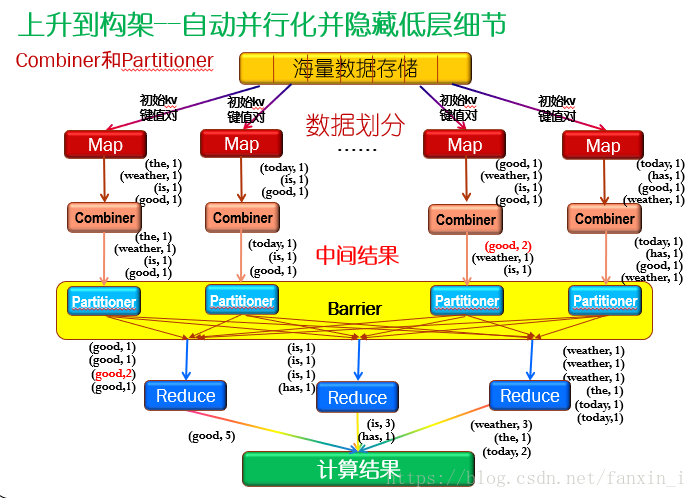 上升到构架--自动并行化并隐藏低层细节
Combiner和Partitioner
海量数据存储
初始kv
键值对
初始kv
键值对
初始kv
键值对
初始kv
键值对
数据划分
......
Map
Map
Map
Map
(the, 1)
(weather, 1)
(is, 1)
(good, 1)
(today, 1)
(is, 1)
(good, 1)
(good, 1)
(weather, 1)
(is, 1)
(good, 1)
(today, 1)
(has, 1)
(good, 1)
(weather, 1)
Combiner
Combiner
Combiner
Combiner
(the, 1)
(weather, 1)
(is, 1)
(good, 1)
(today, 1)
(is, 1)
(good, 1)
中间结果
(good, 2)
(weather, 1)
(is, 1)
(today, 1)
(has, 1)
(good, 1)
(weather, 1)
Partitioner
Partitioner
Partitioner
Partitioner
Barrier
(good, 1)
(good, 1)
(good,2)
(good,1)
(is, 1)
(is, 1)
(is, 1)
(has, 1)
(weather, 1)
(weather, 1)
(weather, 1)
(the, 1)
(today, 1)
(today,1)
Reduce
Reduce
Reduce
(good, 5)
(is, 3)
(has, 1)
(weather, 3)
(the, 1)
(today, 2)
计算结果
https://blog.csdn.net/fanxin_i